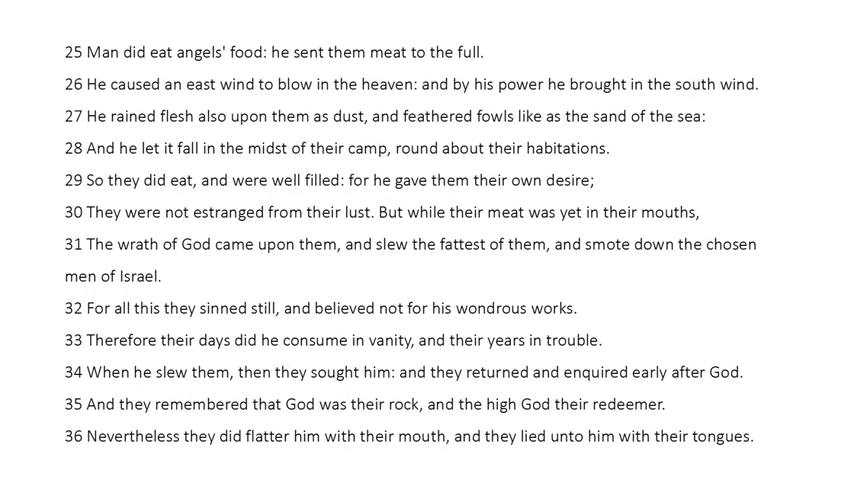 25 Man did eat angels' food: he sent them meat to the full.
26 He caused an east wind to blow in the heaven: and by his power he brought in the south wind.
27 He rained flesh also upon them as dust, and feathered fowls like as the sand of the sea:
28 And he let it fall in the midst of their camp, round about their habitations.
29 So they did eat, and were well filled: for he gave them their own desire;
30 They were not estranged from their lust. But while their meat was yet in their mouths,
31 The wrath of God came upon them, and slew the fattest of them, and smote down the chosen
men of Israel.
32 For all this they sinned still, and believed not for his wondrous works.
33 Therefore their days did he consume in vanity, and their years in trouble.
34 When he slew them, then they sought him: and they returned and enquired early after God.
35 And they remembered that God was their rock, and the high God their redeemer.
36 Nevertheless they did flatter him with their mouth, and they lied unto him with their tongues.